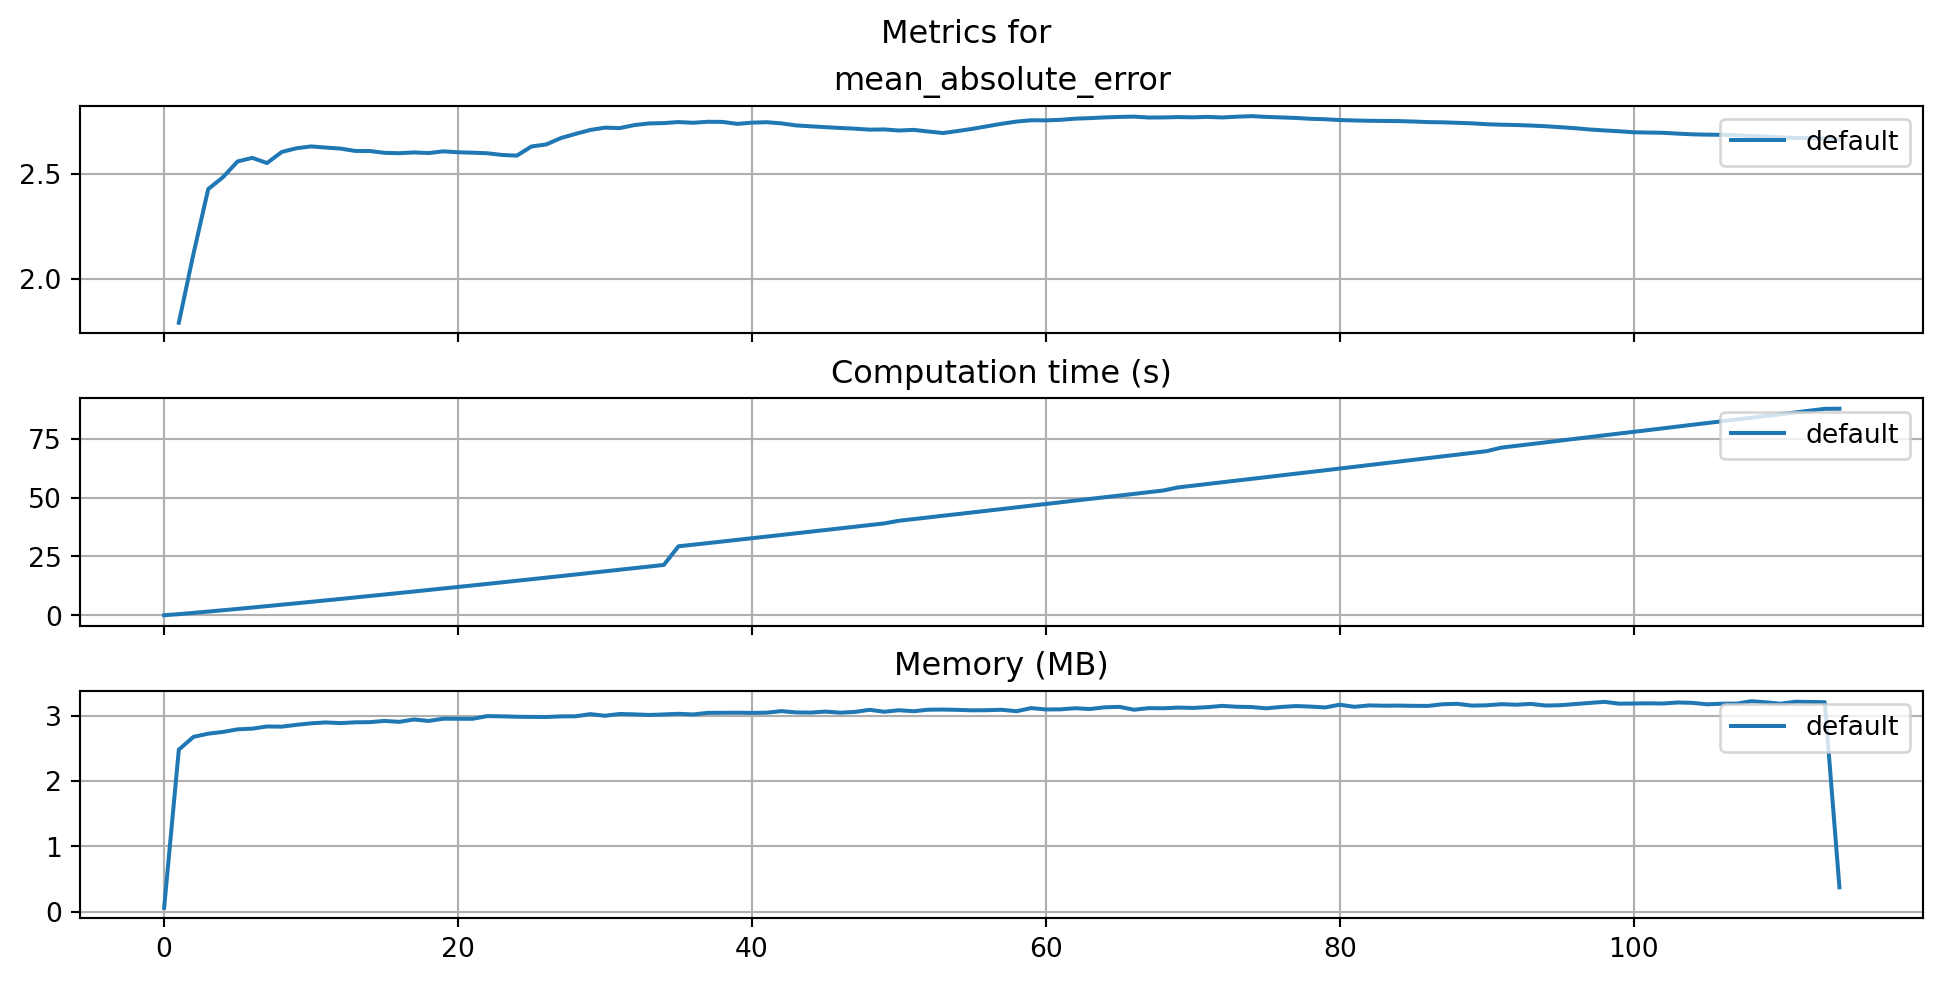 Metrics for
mean_absolute_error
2.5
2.0
default
Computation time (s)
75
50
25
0
default
Memory (MB)
3
2
1
0
default
0 20 40 60 80 100